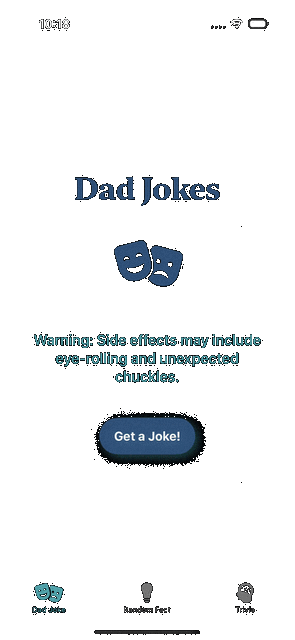 10:18
Dad Jokes
Warning: Side effects may include
eye-rolling and unexpected
chuckles.
Get a Joke!
Dad Joke
Random Fact
Trivia